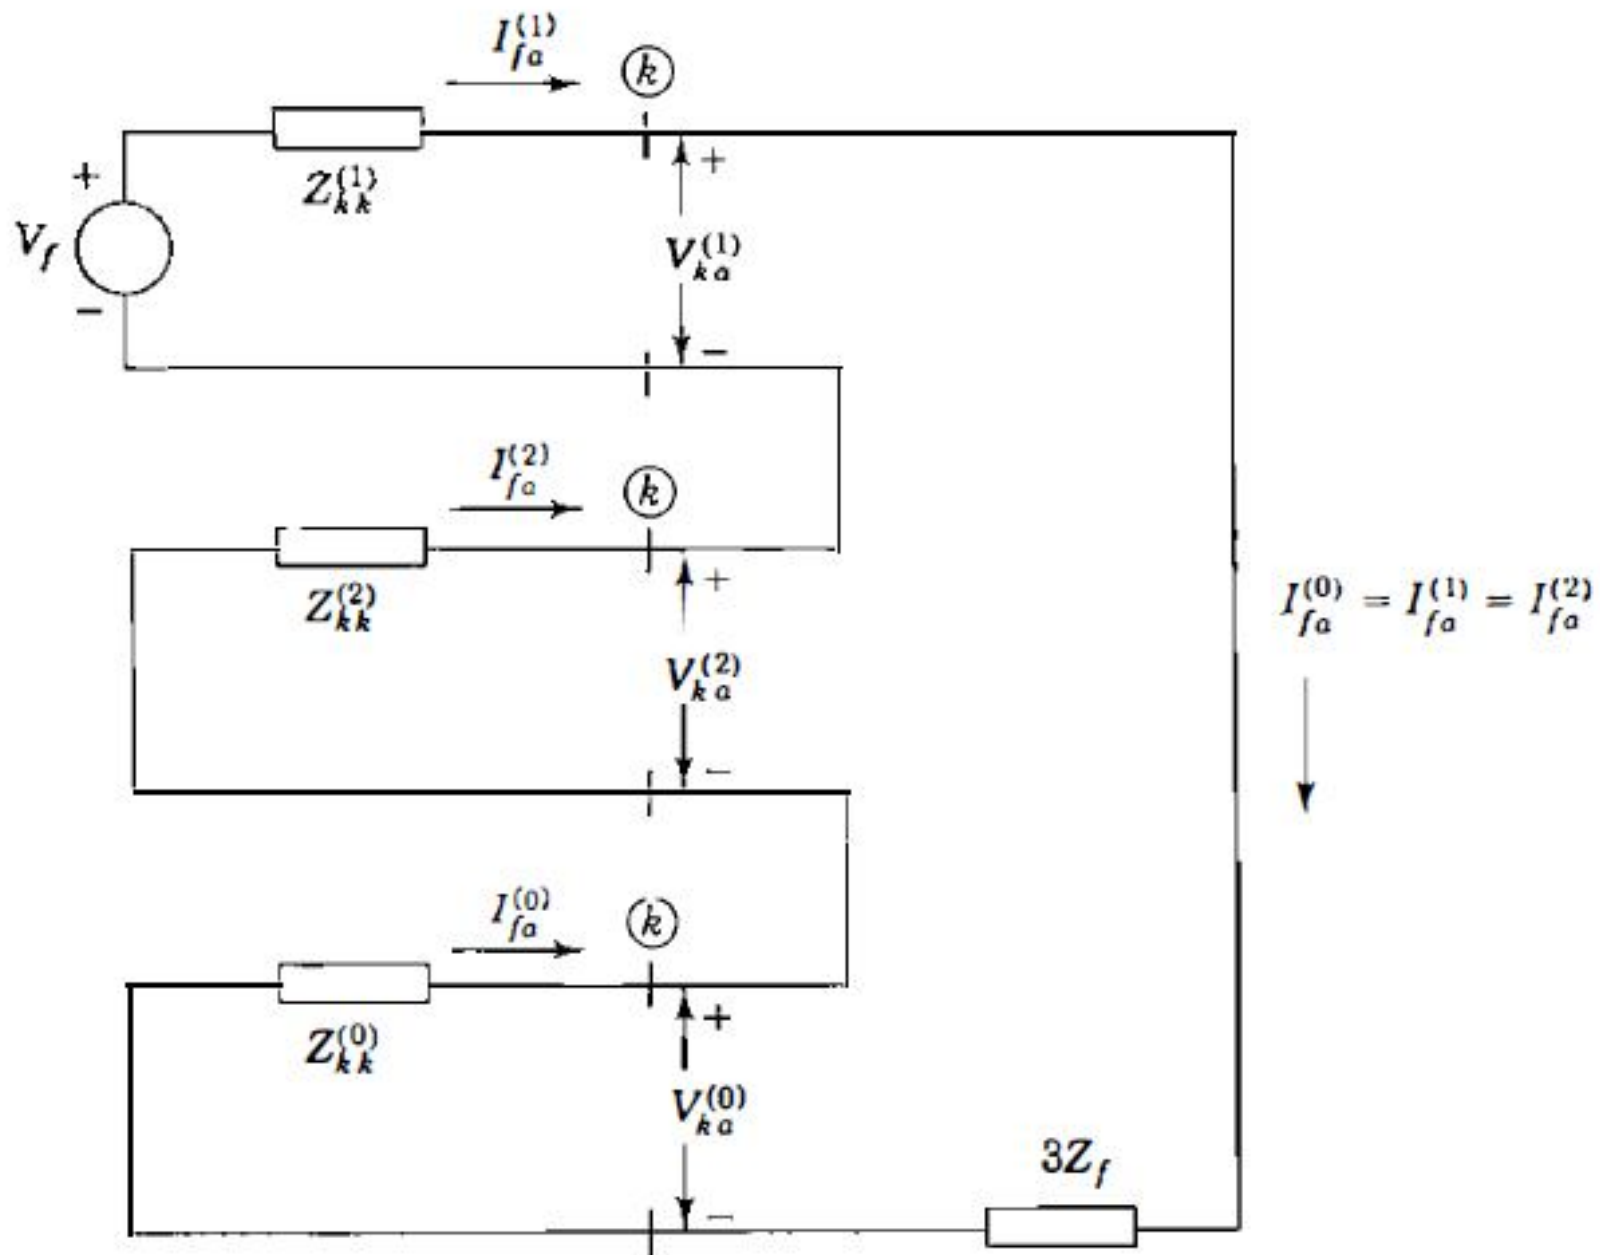 I_{fa}^{(1)}
k
Z_{kk}^{(1)}
+
V_f
−
+
V_{ka}^{(1)}
−
I_{fa}^{(2)}
k
Z_{kk}^{(2)}
+
V_{ka}^{(2)}
−
I_{fa}^{(0)} = I_{fa}^{(1)} = I_{fa}^{(2)}
I_{fa}^{(0)}
k
Z_{kk}^{(0)}
+
V_{ka}^{(0)}
−
3Z_f